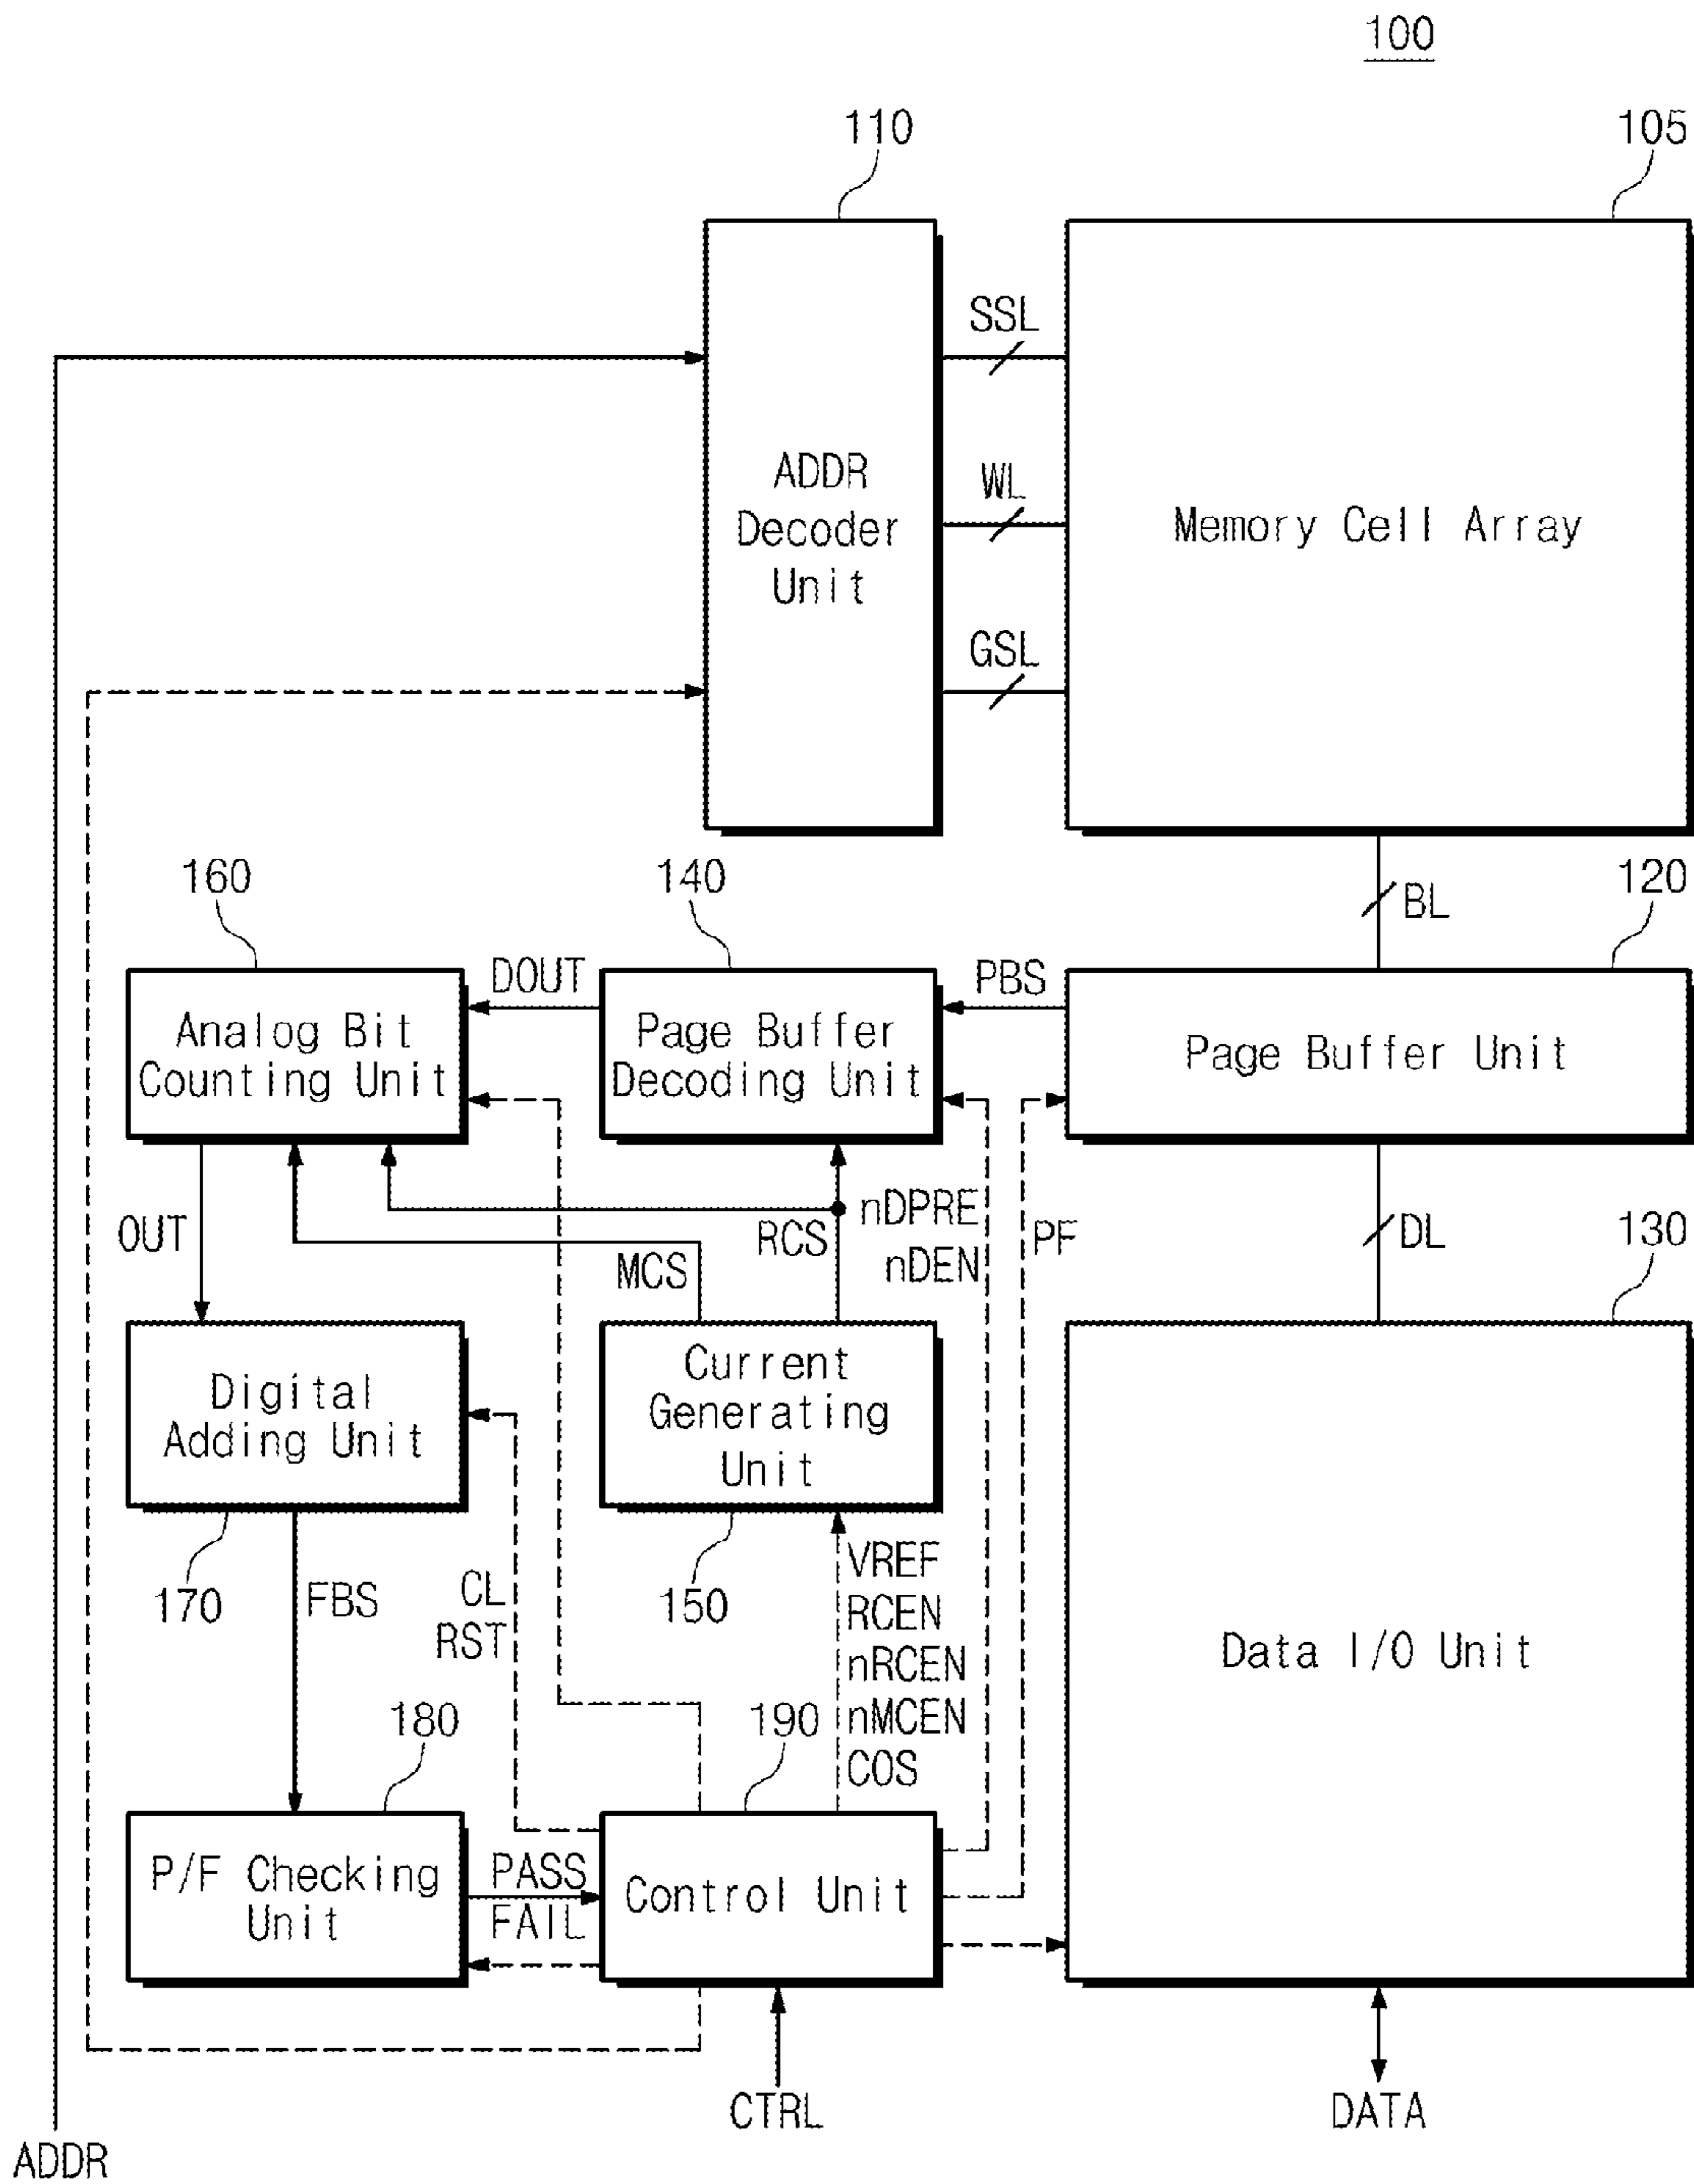 100
110
105
SSL
ADDR
Decoder
Unit
WL
Memory Cell Array
GSL
160
140
BL
120
DOUT
PBS
Analog Bit
Counting Unit
Page Buffer
Decoding Unit
Page Buffer Unit
OUT
MCS
RCS
nDPRE
nDEN
PF
DL
130
Digital
Adding Unit
Current
Generating
Unit
170
FBS
CL
RST
150
VREF
RCEN
nRCEN
nMCEN
COS
Data I/O Unit
180
190
P/F Checking
Unit
PASS
FAIL
Control Unit
CTRL
DATA
ADDR